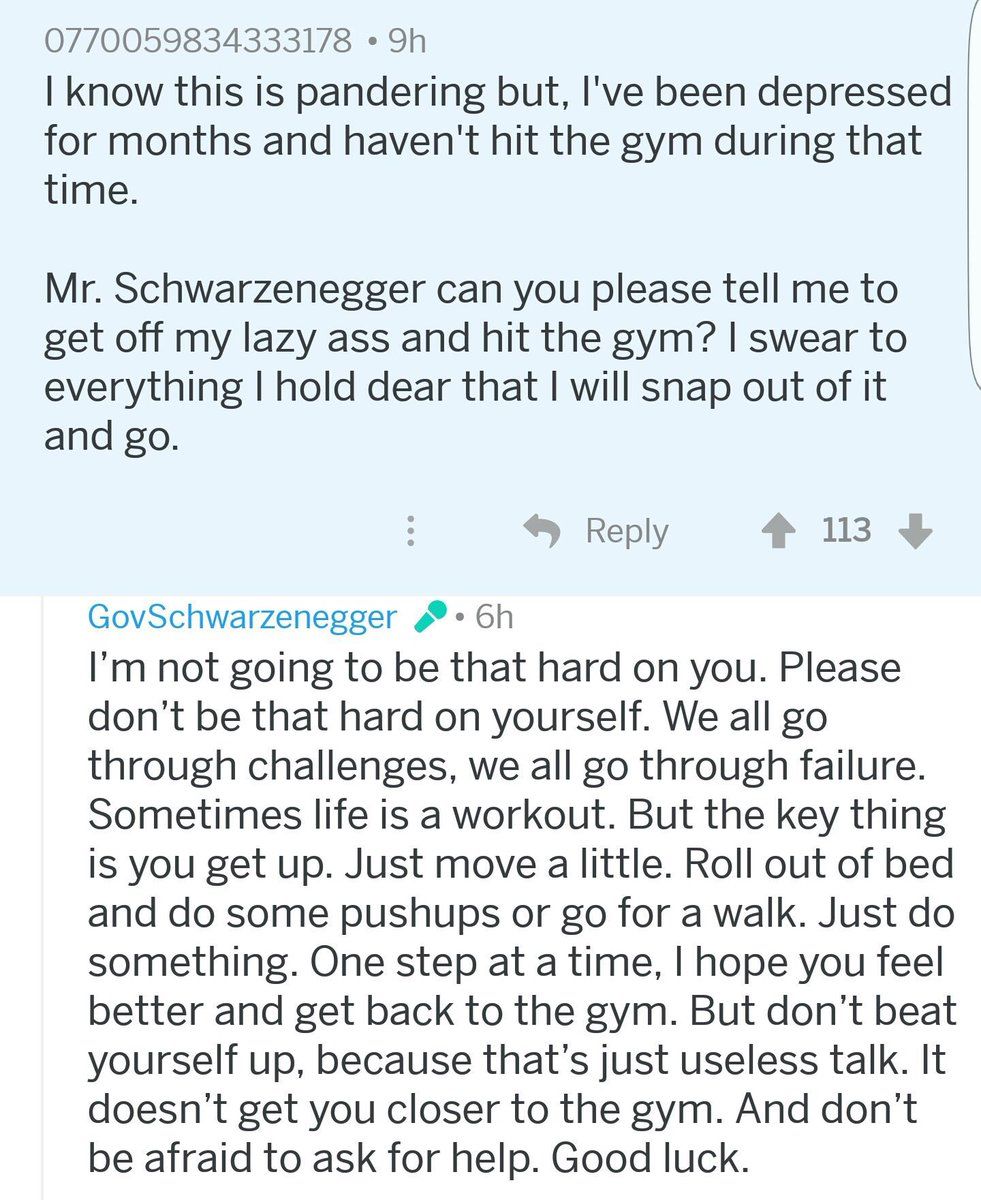 0770059834333178 • 9h
I know this is pandering but, I've been depressed
for months and haven't hit the gym during that
time.
Mr. Schwarzenegger can you please tell me to
get off my lazy ass and hit the gym? I swear to
everything I hold dear that I will snap out of it
and go.
Reply 113
GovSchwarzenegger • 6h
I’m not going to be that hard on you. Please
don’t be that hard on yourself. We all go
through challenges, we all go through failure.
Sometimes life is a workout. But the key thing
is you get up. Just move a little. Roll out of bed
and do some pushups or go for a walk. Just do
something. One step at a time, I hope you feel
better and get back to the gym. But don’t beat
yourself up, because that’s just useless talk. It
doesn’t get you closer to the gym. And don’t
be afraid to ask for help. Good luck.